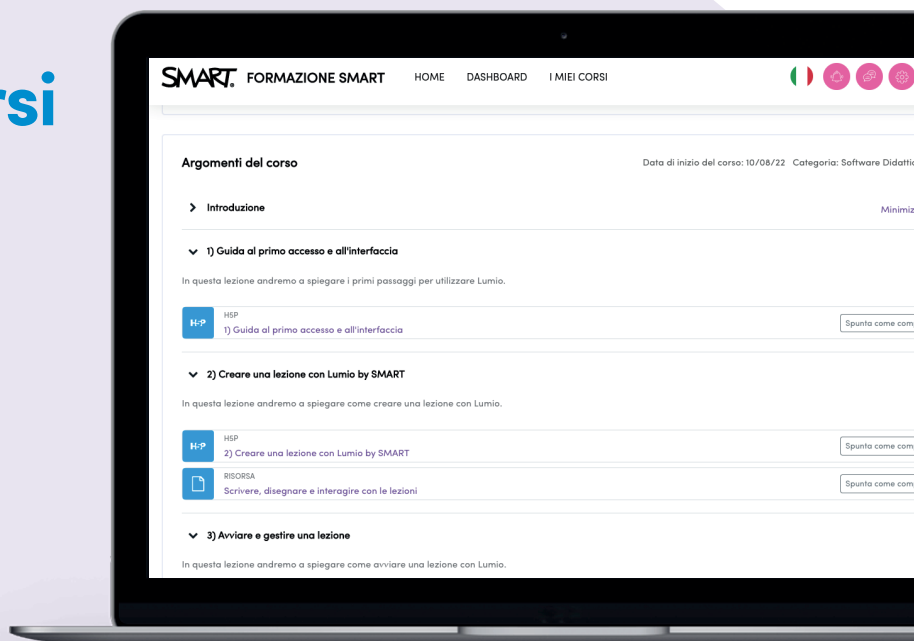 rsi
SMART. FORMAZIONE SMART HOME DASHBOARD I MIEI CORSI
Argomenti del corso Data di inizio del corso: 10/08/22 Categoria: Software Didattic
Introduzione Minimiz
1) Guida al primo accesso e all'interfaccia
In questa lezione andremo a spiegare i primi passaggi per utilizzare Lumio.
H5P
H5P
1) Guida al primo accesso e all'interfaccia Spunta come comp
2) Creare una lezione con Lumio by SMART
In questa lezione andremo a spiegare come creare una lezione con Lumio.
H5P
H5P
2) Creare una lezione con Lumio by SMART Spunta come comp
RISORSA
Scrivere, disegnare e interagire con le lezioni Spunta come comp
3) Avviare e gestire una lezione
In questa lezione andremo a spiegare come avviare una lezione con Lumio.